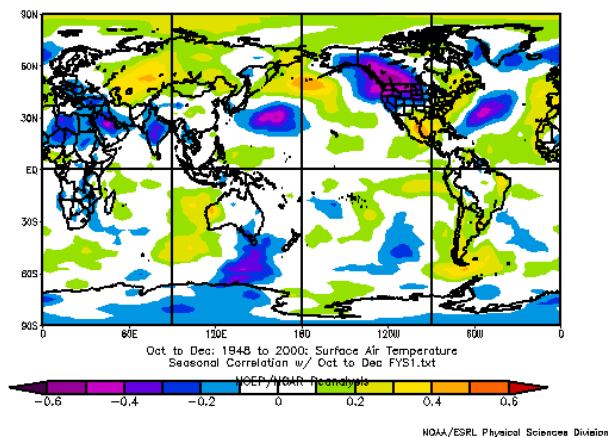 90N
60N
30N
EQ
30S
60S
90S
0 60E 120E 180 120W 60W 0
Oct to Dec: 1948 to 2000: Surface Air Temperature
Seasonal Correlation w/ Oct to Dec FYS1.txt
NCEP/NCAR Reanalysis
-0.6 -0.4 -0.2 0 0.2 0.4 0.6
NOAA/ESRL Physical Sciences Division